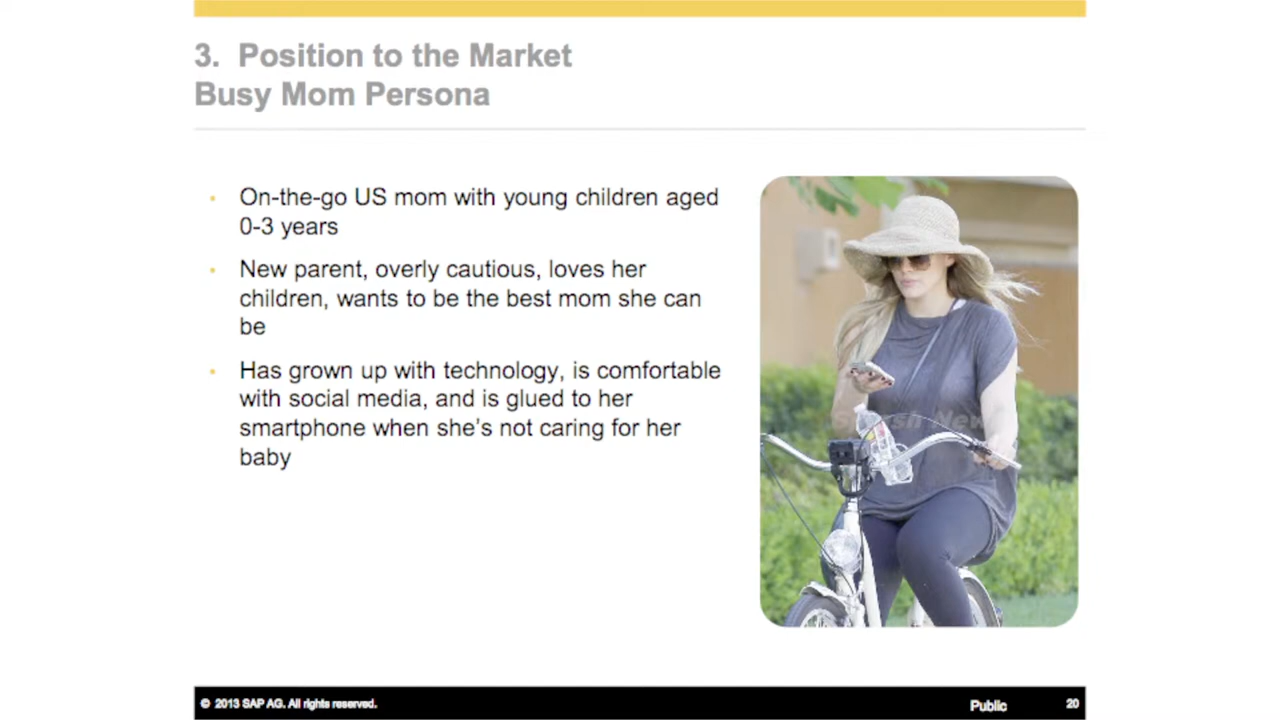 3. Position to the Market
Busy Mom Persona
On-the-go US mom with young children aged
0-3 years
New parent, overly cautious, loves her
children, wants to be the best mom she can
be
Has grown up with technology, is comfortable
with social media, and is glued to her
smartphone when she's not caring for her
baby
© 2013 SAP AG. All rights reserved.
Public
20